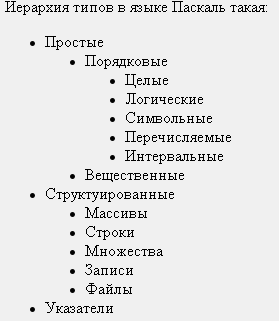 Иерархия типов в языке Паскаль такая:
Простые
Порядковые
Целые
Логические
Символьные
Перечисляемые
Интервальные
Вещественные
Структуированные
Массивы
Строки
Множества
Записи
Файлы
Указатели